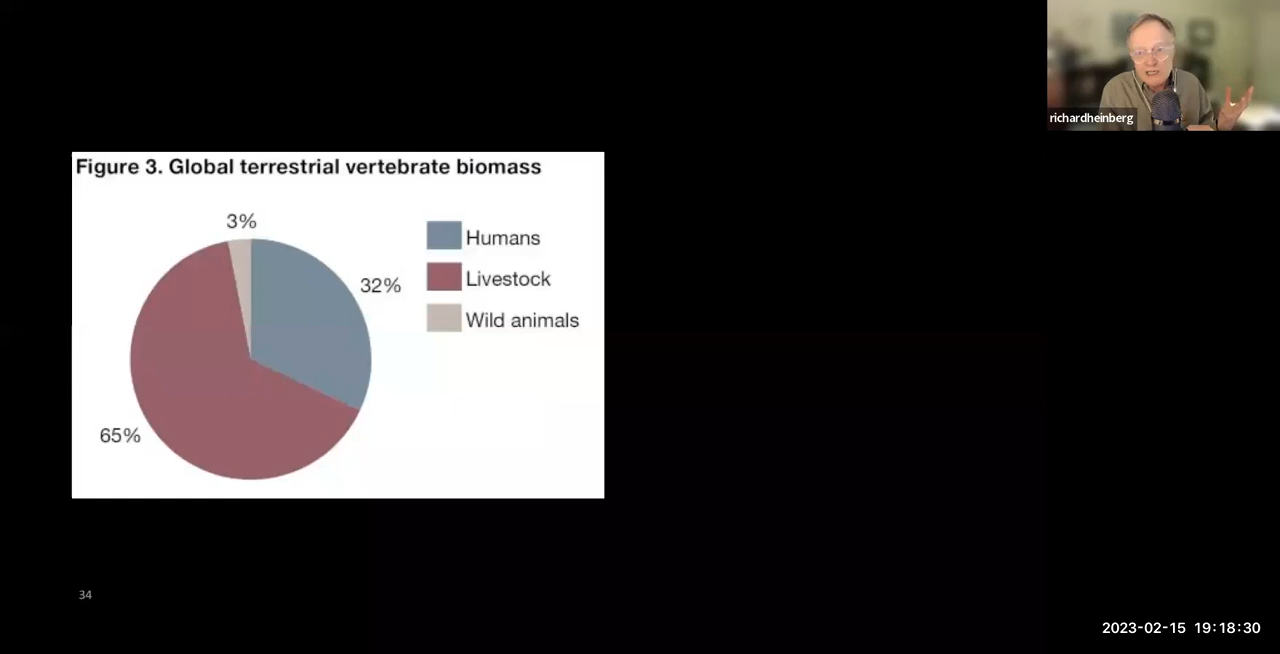 richardheinberg
Figure 3. Global terrestrial vertebrate biomass
3%
Humans
32%
Livestock
Wild animals
65%
34
2023-02-15 19:18:30